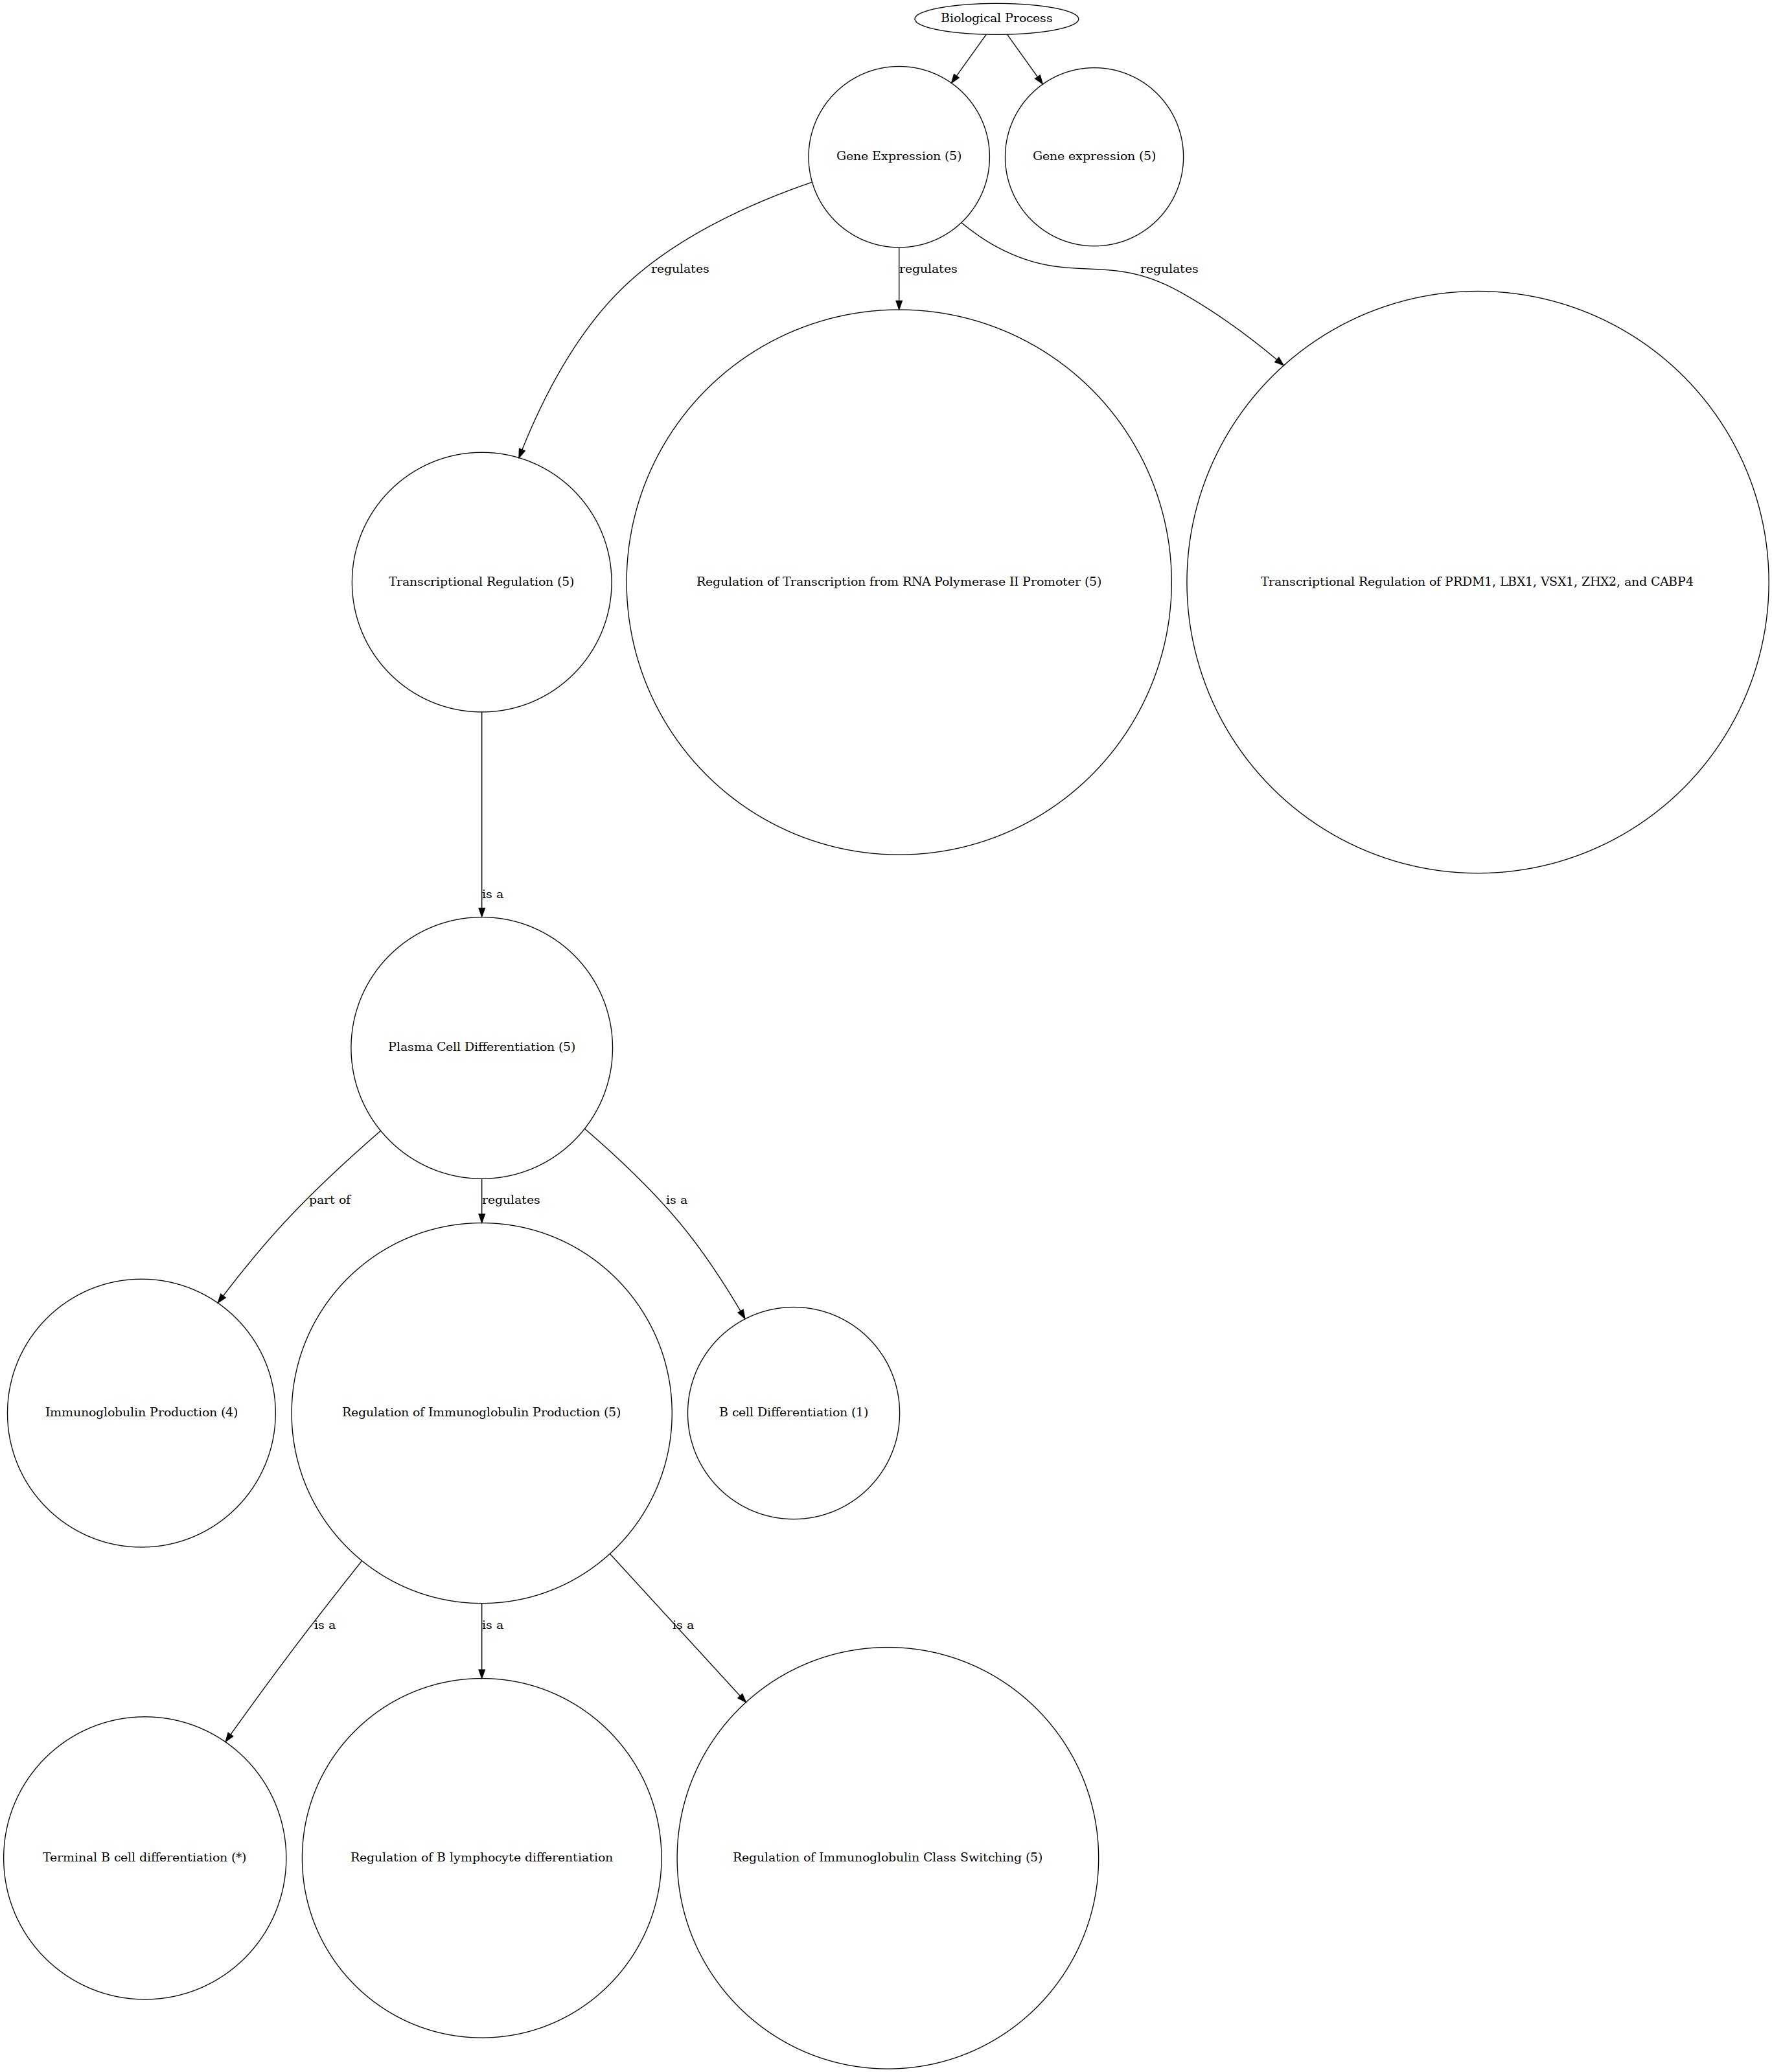 Biological Process
Gene Expression (5)
Gene expression (5)
regulates
regulates
regulates
Transcriptional Regulation (5)
Regulation of Transcription from RNA Polymerase II Promoter (5)
Transcriptional Regulation of PRDM1, LBX1, VSX1, ZHX2, and CABP4
is a
Plasma Cell Differentiation (5)
part of
regulates
is a
Immunoglobulin Production (4)
Regulation of Immunoglobulin Production (5)
B cell Differentiation (1)
is a
is a
is a
Terminal B cell differentiation (*)
Regulation of B lymphocyte differentiation
Regulation of Immunoglobulin Class Switching (5)